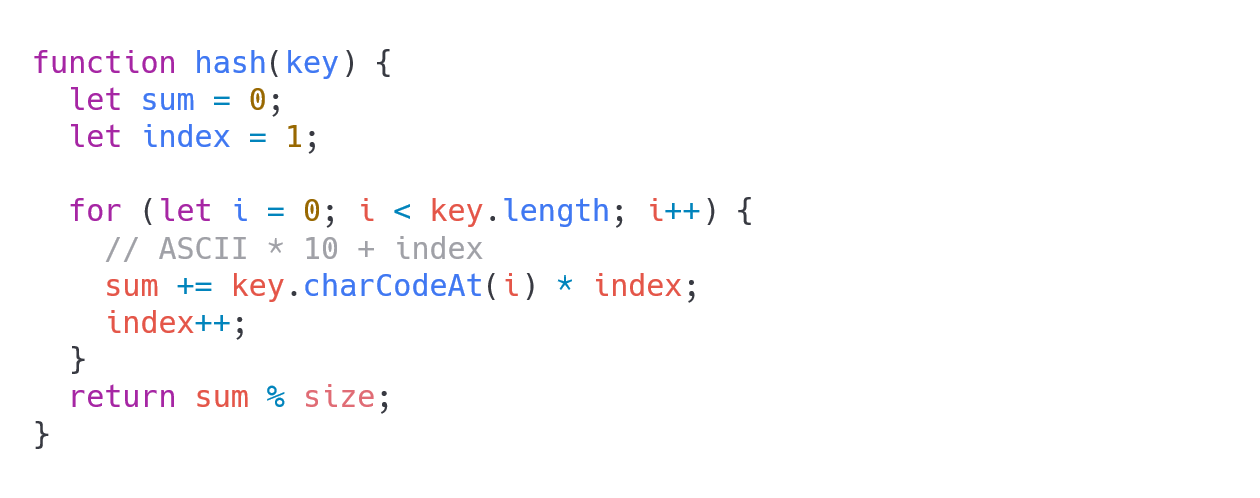 function hash(key) {
  let sum = 0;
  let index = 1;

  for (let i = 0; i < key.length; i++) {
    // ASCII * 10 + index
    sum += key.charCodeAt(i) * index;
    index++;
  }
  return sum % size;
}